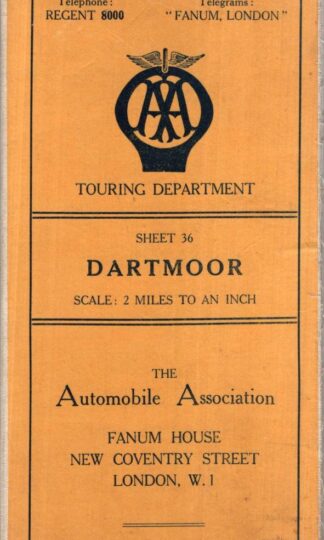 Telephone: Telegrams:
REGENT 8000 "FANUM, LONDON"
AA
TOURING DEPARTMENT
SHEET 36
DARTMOOR
SCALE: 2 MILES TO AN INCH
THE
Automobile Association
FANUM HOUSE
NEW COVENTRY STREET
LONDON, W.1